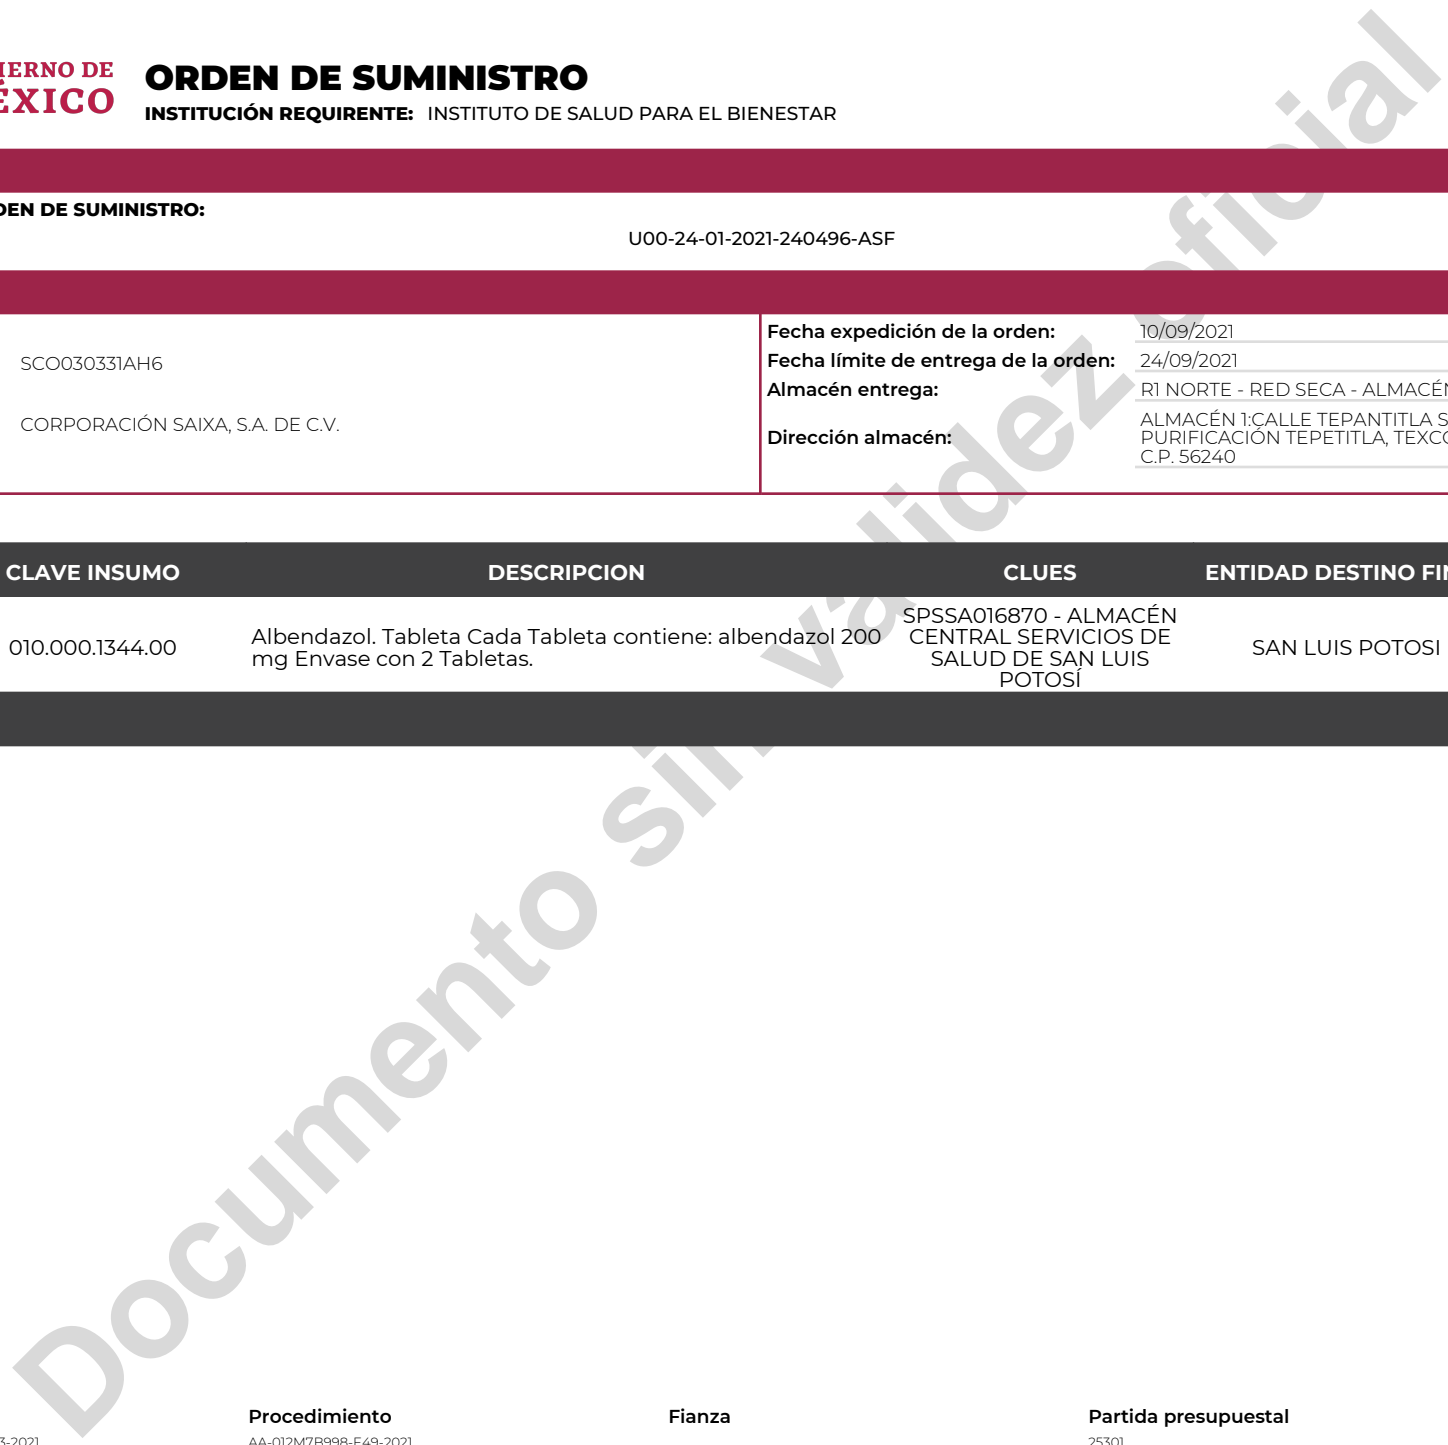 ORDEN DE SUMINISTRO
INSTITUCIÓN REQUIRENTE: INSTITUTO DE SALUD PARA EL BIENESTAR
DE
XICO
DE SUMINISTRO:
U00-24-01-2021-240496-ASF
SCO030331AH6
CORPORACIÓN SAIXA, S.A. DE C.V.
Fecha expedición de la orden: 10/09/2021
Fecha límite de entrega de la orden: 24/09/2021
Almacén entrega: R1 NORTE - RED SECA - ALMACÉN
Dirección almacén: ALMACÉN 1:CALLE TEPANTITLA S
PURIFICACIÓN TEPETITLA, TEXCO
C.P. 56240
CLAVE INSUMO DESCRIPCION CLUES ENTIDAD DESTINO FIN
010.000.1344.00
Albendazol. Tableta Cada Tableta contiene: albendazol 200
mg Envase con 2 Tabletas.
SPSSA016870 - ALMACÉN
CENTRAL SERVICIOS DE
SALUD DE SAN LUIS
POTOSÍ
SAN LUIS POTOSI
Documento sin validez oficial
Procedimiento Fianza Partida presupuestal
-2021 AA-012M7B998-E49-2021 25301